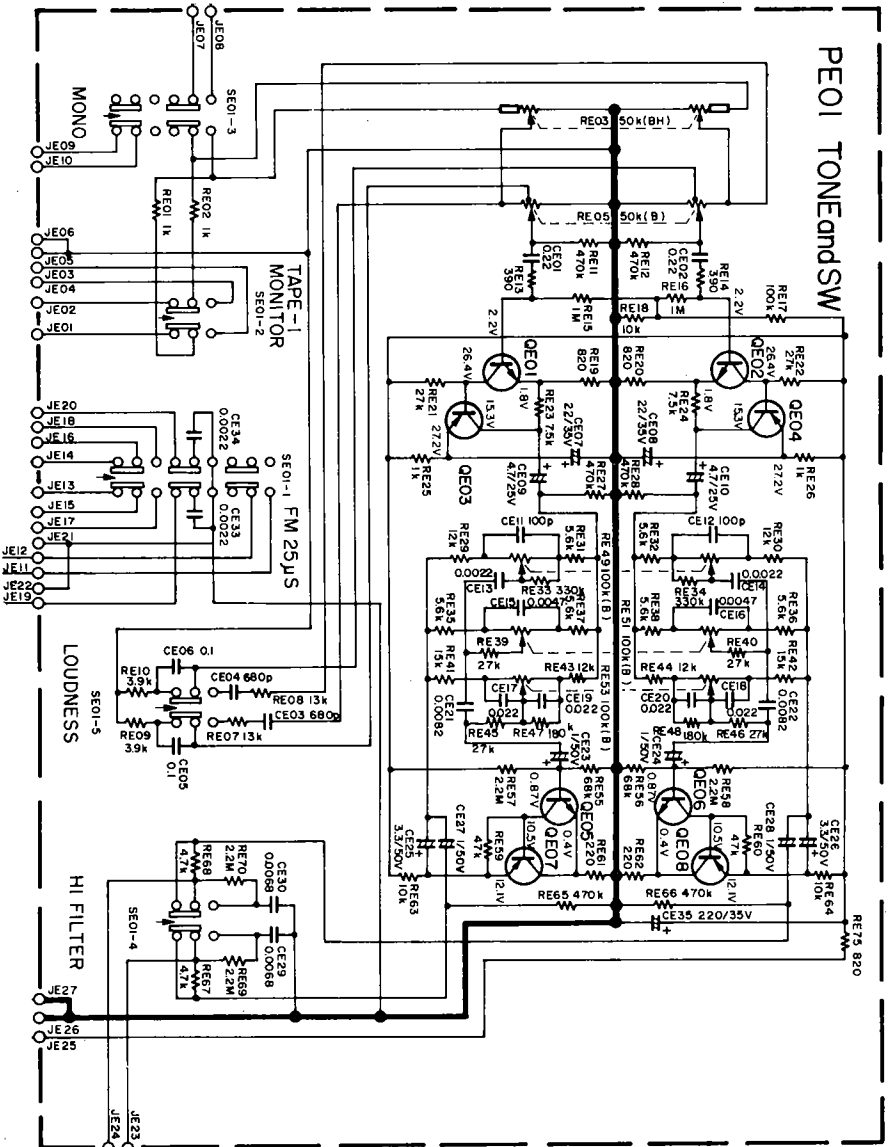 PE01 TONE and SW
JE08
JE07
SE01-3
MONO
JE09
JE10
RE02 1k
RE01 1k
JE06
JE05
JE03
JE04
JE02
JE01
TAPE-1
MONITOR
SE01-2
JE20
JE18
JE16
JE14
JE13
JE15
JE17
JE21
JE12
JE11
JE22
JE19
CE34
0.0022
CE33
0.0022
SE01-1 FM 25µS
CE06 0.1
RE10
3.9k
CE04 680p
RE08 13k
CE03 680p
RE07 13k
RE09
3.9k
CE05
0.1
SE01-5
LOUDNESS
RE68
4.7k
RE70
2.2M
CE30
0.0068
CE29
0.0068
RE69
2.2M
RE67
4.7k
SE01-4
HI FILTER
JE27
JE26
JE25
JE24
JE23
RE03 50k(BH)
RE05 50k(B)
CE01
0.22
RE13
390
RE11
470k
RE12
470k
CE02
0.22
RE14
390
RE15
1M
RE16
1M
RE18
10k
RE17
100k
2.2V
2.2V
QE01
QE02
26.4V
26.4V
1.8V
1.8V
RE19
820
RE20
820
RE21
27k
RE22
27k
RE23 7.5k
RE24
7.5k
15.3V
15.3V
27.2V
27.2V
QE03
QE04
CE07
22/35V
CE08
22/35V
RE25
1k
RE26
1k
CE09
4.7/25V
CE10
4.7/25V
RE27
470k
RE28
470k
CE11 100p
CE12 100p
RE29
12k
RE31
5.6k
RE32
5.6k
RE30
12k
RE49 100k(B)
0.0022
CE13
RE33 330k
RE34
330k
0.0022
CE14
CE15 0.0047
0.0047
CE16
RE35
5.6k
RE37
5.6k
RE38
5.6k
RE36
5.6k
RE51 100k(B)
RE39
27k
RE40
27k
RE41
15k
RE43 12k
RE44 12k
RE42
15k
RE53 100k(B)
CE17
0.022
CE19
0.022
CE20
0.022
CE18
0.022
CE21
0.0082
CE22
0.0082
RE45
27k
RE47 180k
RE48
180k
RE46 27k
CE23
1/50V
CE24
1/50V
RE57
2.2M
RE55
68k
RE56
68k
RE58
2.2M
0.87V
0.87V
QE05
QE06
0.4V
0.4V
10.5V
10.5V
QE07
QE08
CE25
3.3/50V
CE27 1/50V
RE59
47k
RE61
220
RE62
220
RE60
47k
CE28 1/50V
CE26
3.3/50V
12.1V
12.1V
RE63
10k
RE64
10k
RE65 470k
RE66 470k
CE35 220/35V
RE75 820